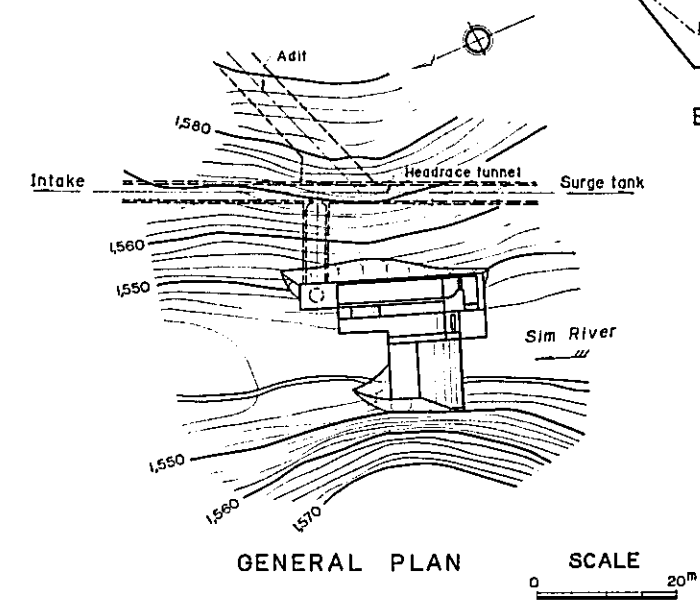 Adit
1,580
Headrace tunnel
Intake
Surge tank
1,560
1,550
Sim River
1,550
1,560
1,570
GENERAL PLAN
SCALE
0
20m